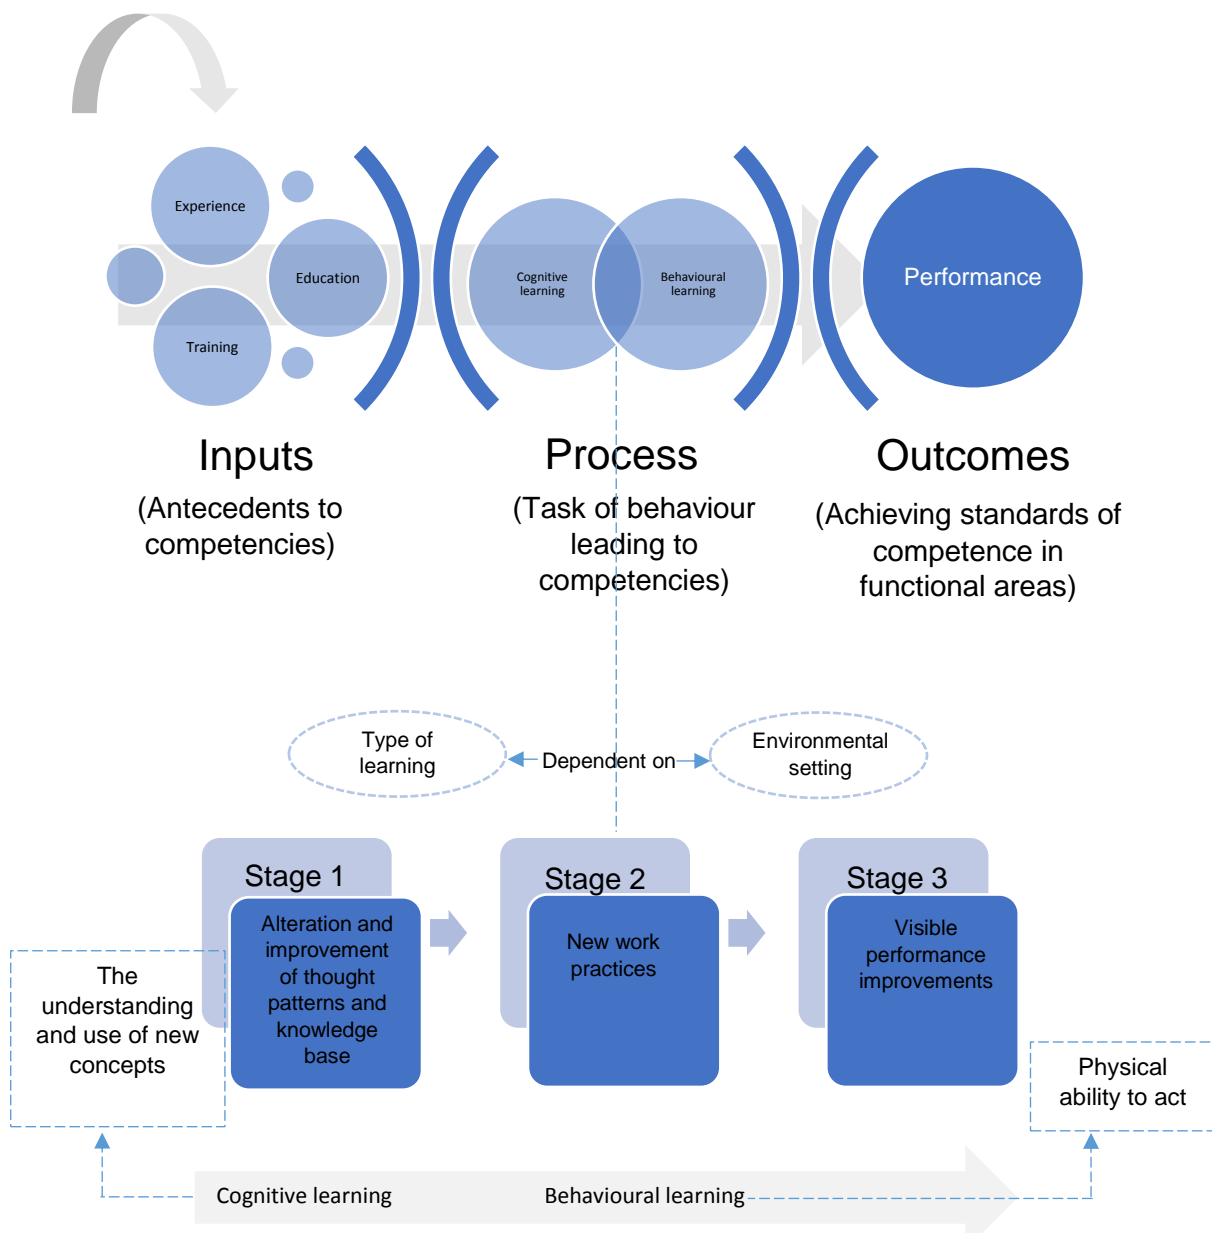 Experience
Education
Training
Cognitive
learning
Behavioural
learning
Performance
Inputs
(Antecedents to
competencies)
Process
(Task of behaviour
leading to
competencies)
Outcomes
(Achieving standards of
competence in
functional areas)
Type of
learning
Dependent on
Environmental
setting
Stage 1
Alteration and
improvement
of thought
patterns and
knowledge
base
Stage 2
New work
practices
Stage 3
Visible
performance
improvements
The
understanding
and use of new
concepts
Physical
ability to act
Cognitive learning
Behavioural learning